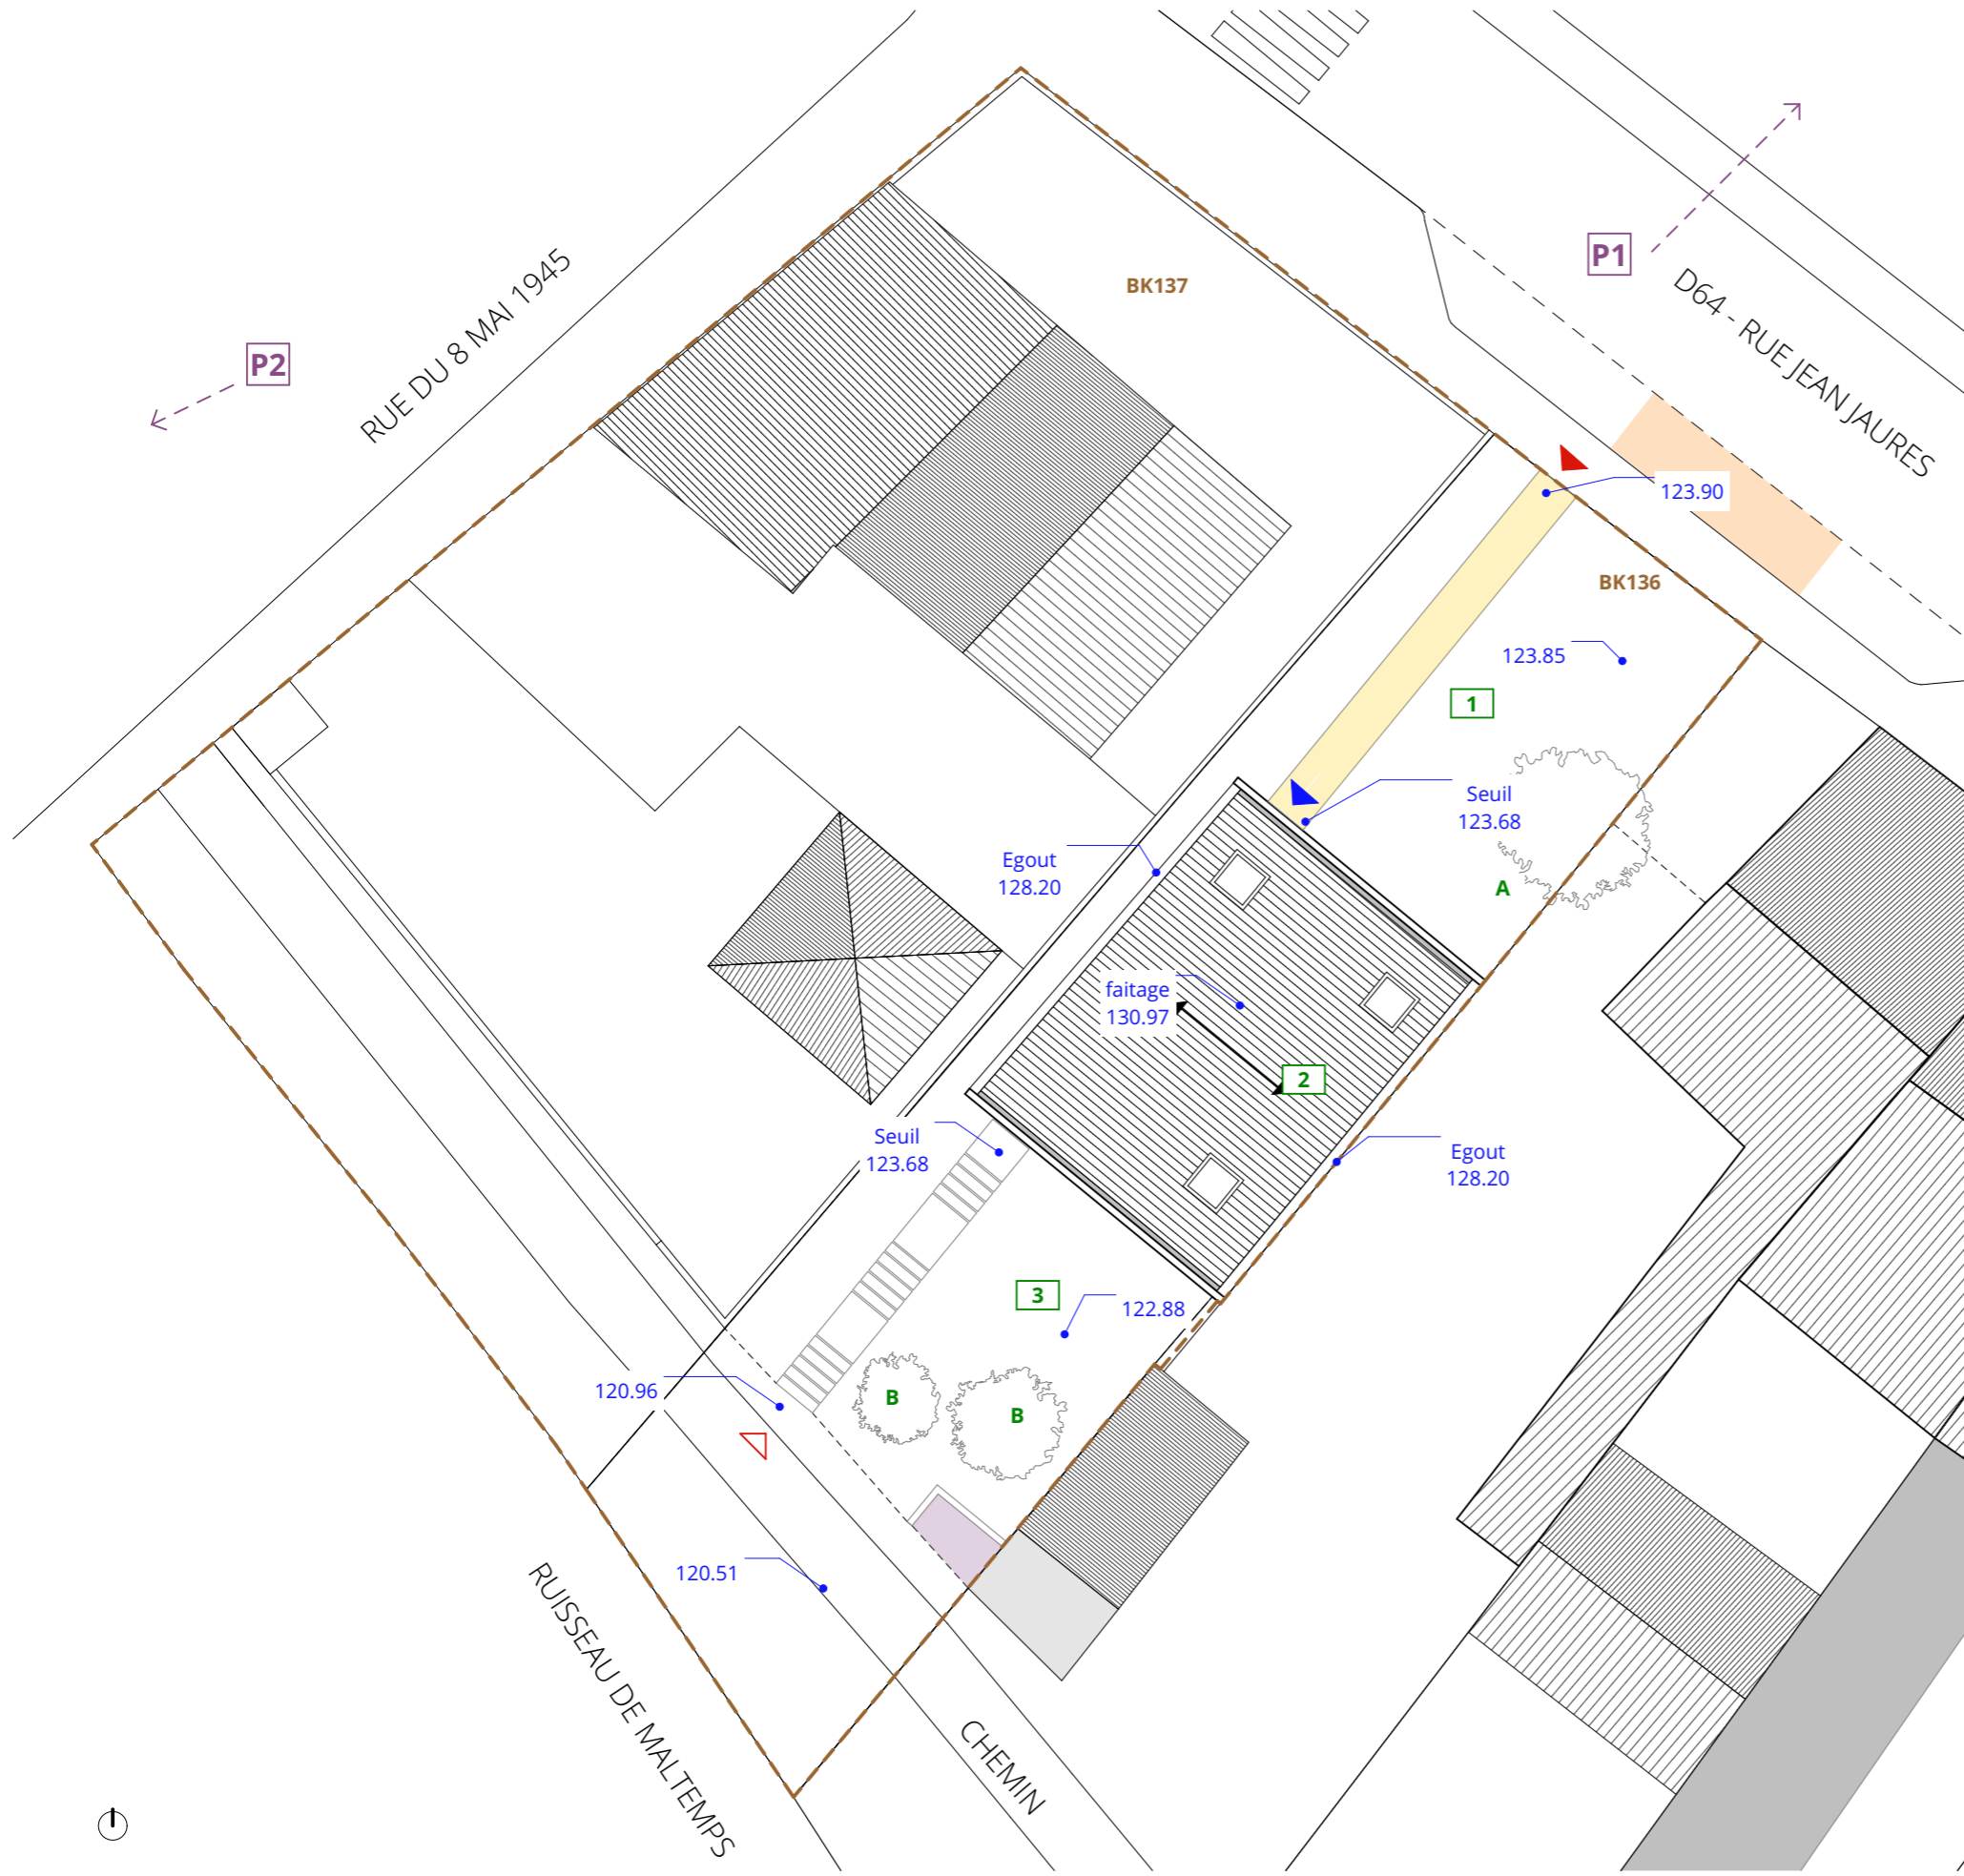 P1
BK137
D64 - RUE JEAN JAURES
RUE DU 8 MAI 1945
P2
123.90
BK136
123.85
1
Seuil
123.68
Egout
128.20
A
faitage
130.97
2
Seuil
123.68
Egout
128.20
3
122.88
120.96
B
B
120.51
RUISSEAU DE MALTEMPS
CHEMIN